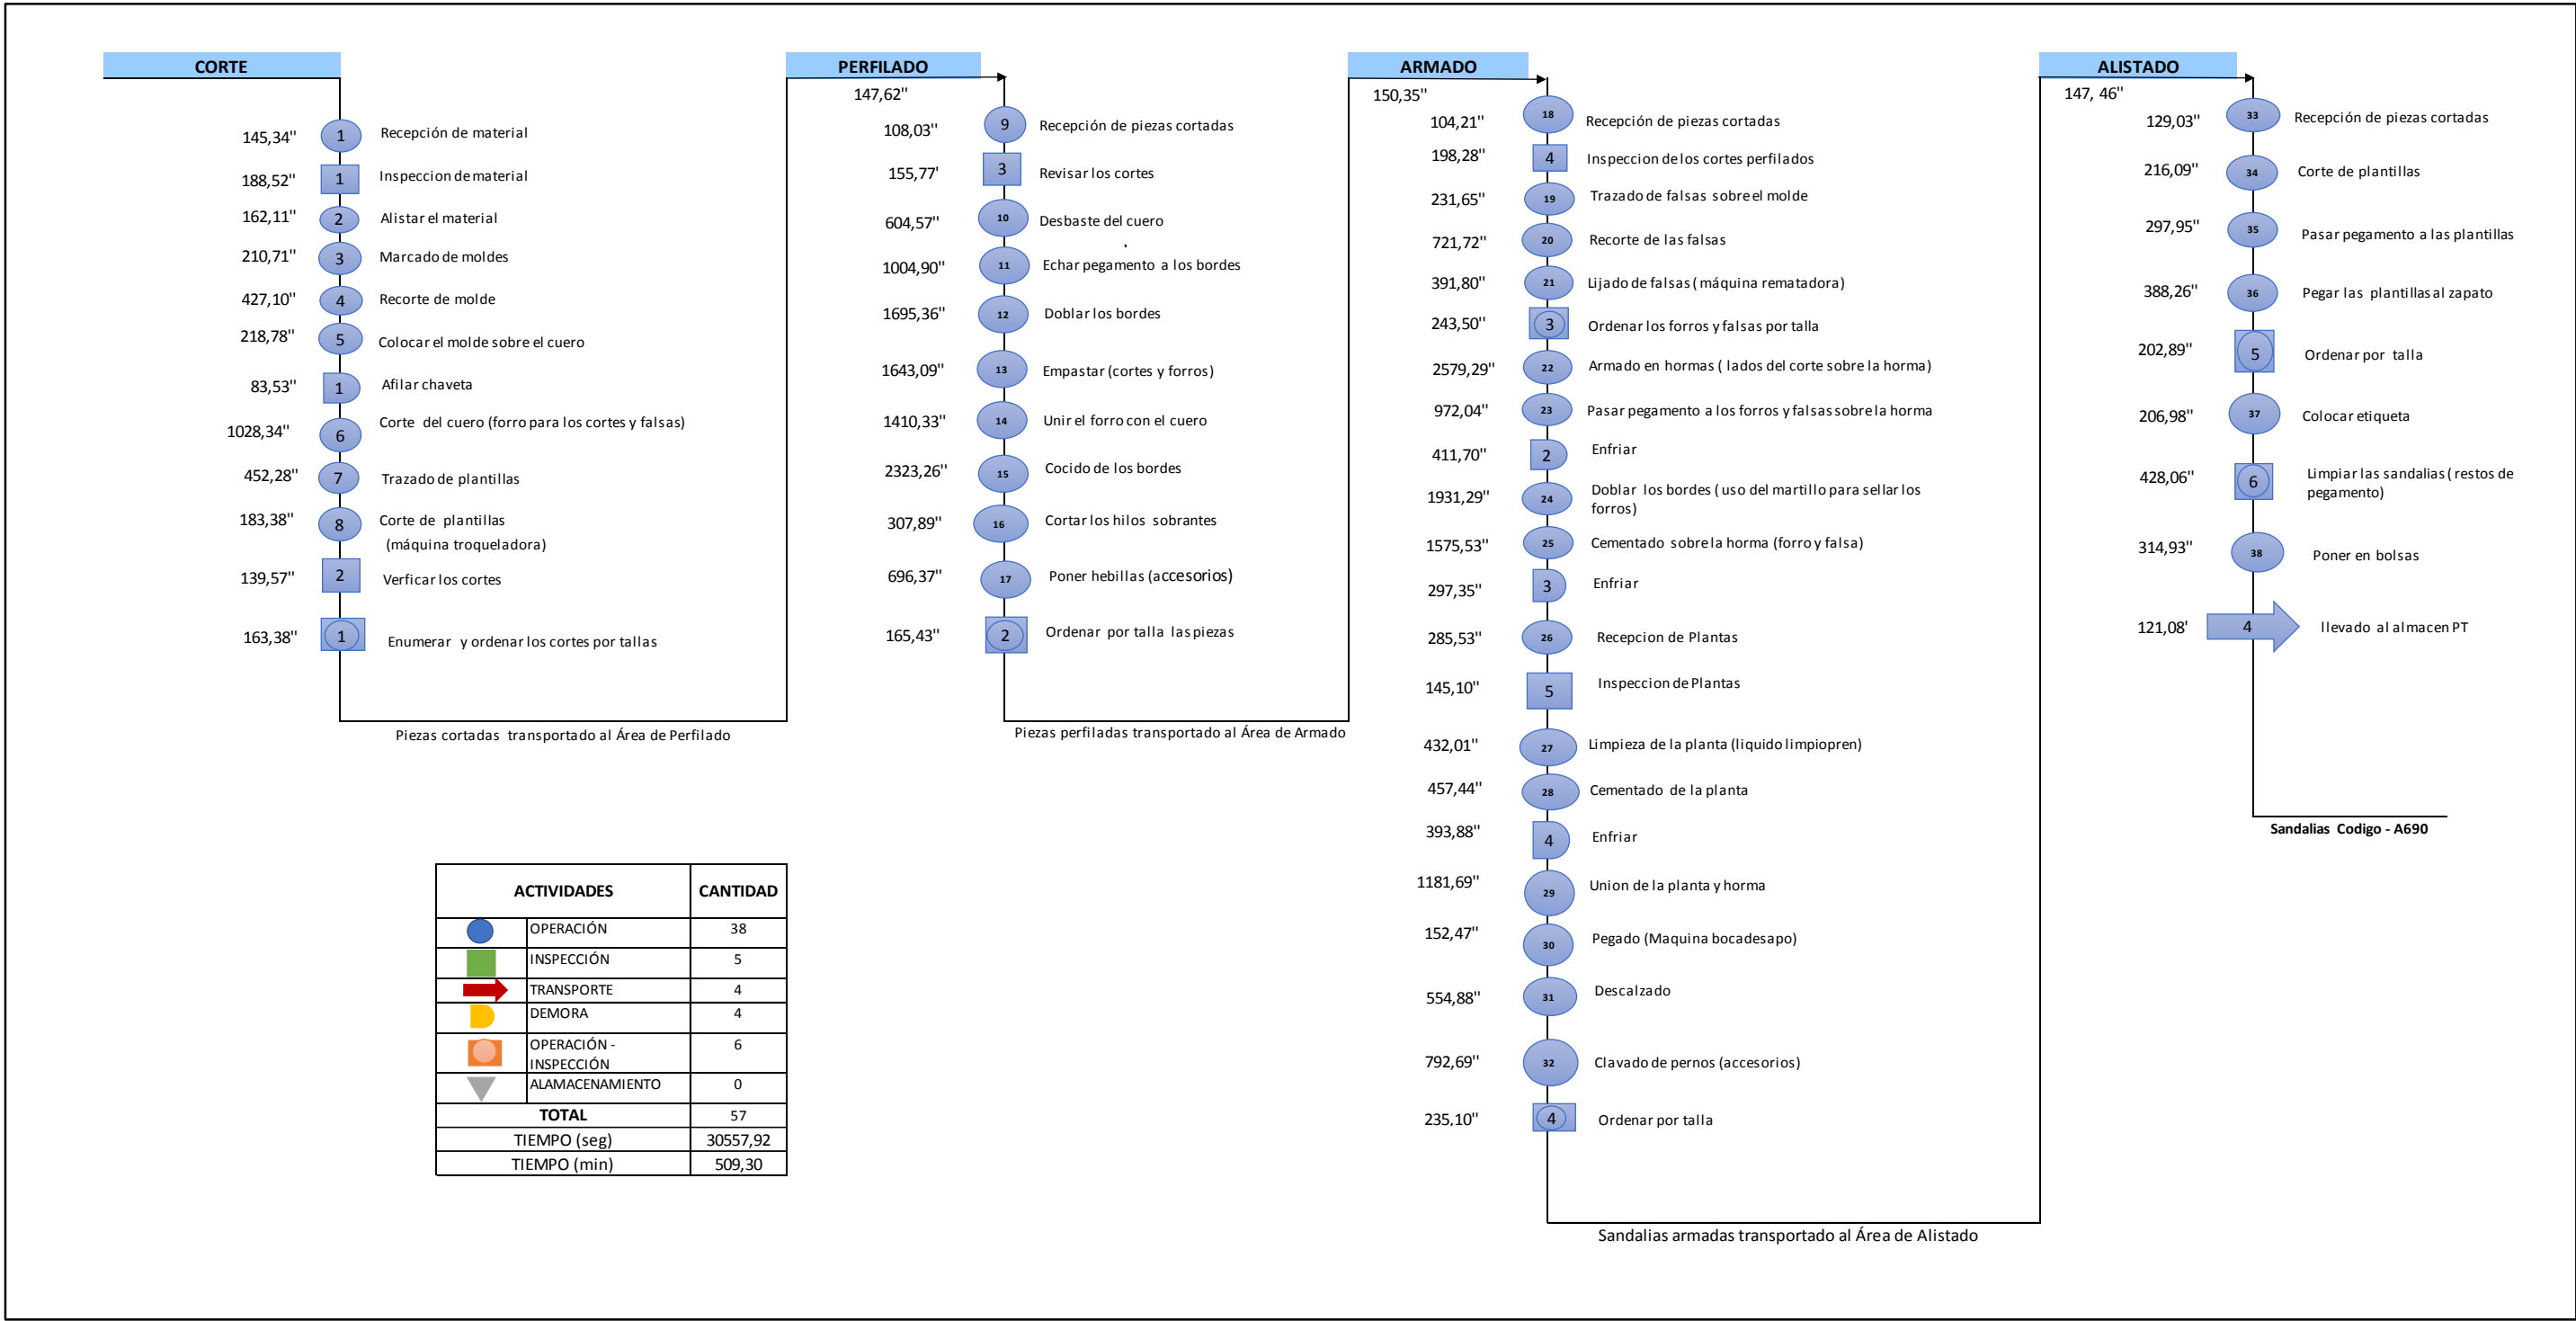 CORTE
145,34'' 1 Recepción de material
188,52'' 1 Inspeccion de material
162,11'' 2 Alistar el material
210,71'' 3 Marcado de moldes
427,10'' 4 Recorte de molde
218,78'' 5 Colocar el molde sobre el cuero
83,53'' 1 Afilar chaveta
1028,34'' 6 Corte del cuero (forro para los cortes y falsas)
452,28'' 7 Trazado de plantillas
183,38'' 8 Corte de plantillas
(máquina troqueladora)
139,57'' 2 Verficar los cortes
163,38'' 1 Enumerar y ordenar los cortes por tallas
Piezas cortadas transportado al Área de Perfilado
PERFILADO
147,62''
108,03'' 9 Recepción de piezas cortadas
155,77' 3 Revisar los cortes
604,57'' 10 Desbaste del cuero
1004,90'' 11 Echar pegamento a los bordes
1695,36'' 12 Doblar los bordes
1643,09'' 13 Empastar (cortes y forros)
1410,33'' 14 Unir el forro con el cuero
2323,26'' 15 Cocido de los bordes
307,89'' 16 Cortar los hilos sobrantes
696,37'' 17 Poner hebillas (accesorios)
165,43'' 2 Ordenar por talla las piezas
Piezas perfiladas transportado al Área de Armado
ARMADO
150,35''
104,21'' 18 Recepción de piezas cortadas
198,28'' 4 Inspeccion de los cortes perfilados
231,65'' 19 Trazado de falsas sobre el molde
721,72'' 20 Recorte de las falsas
391,80'' 21 Lijado de falsas ( máquina rematadora)
243,50'' 3 Ordenar los forros y falsas por talla
2579,29'' 22 Armado en hormas ( lados del corte sobre la horma)
972,04'' 23 Pasar pegamento a los forros y falsas sobre la horma
411,70'' 2 Enfriar
1931,29'' 24 Doblar los bordes ( uso del martillo para sellar los
forros)
1575,53'' 25 Cementado sobre la horma (forro y falsa)
297,35'' 3 Enfriar
285,53'' 26 Recepcion de Plantas
145,10'' 5 Inspeccion de Plantas
432,01'' 27 Limpieza de la planta (liquido limpiopren)
457,44'' 28 Cementado de la planta
393,88'' 4 Enfriar
1181,69'' 29 Union de la planta y horma
152,47'' 30 Pegado (Maquina bocadesapo)
554,88'' 31 Descalzado
792,69'' 32 Clavado de pernos (accesorios)
235,10'' 4 Ordenar por talla
Sandalias armadas transportado al Área de Alistado
ALISTADO
147, 46''
129,03'' 33 Recepción de piezas cortadas
216,09'' 34 Corte de plantillas
297,95'' 35 Pasar pegamento a las plantillas
388,26'' 36 Pegar las plantillas al zapato
202,89'' 5 Ordenar por talla
206,98'' 37 Colocar etiqueta
428,06'' 6 Limpiar las sandalias ( restos de
pegamento)
314,93'' 38 Poner en bolsas
121,08' 4 llevado al almacen PT
Sandalias Codigo - A690
ACTIVIDADES CANTIDAD
OPERACIÓN 38
INSPECCIÓN 5
TRANSPORTE 4
DEMORA 4
OPERACIÓN - 6
INSPECCIÓN
ALAMACENAMIENTO 0
TOTAL 57
TIEMPO (seg) 30557,92
TIEMPO (min) 509,30